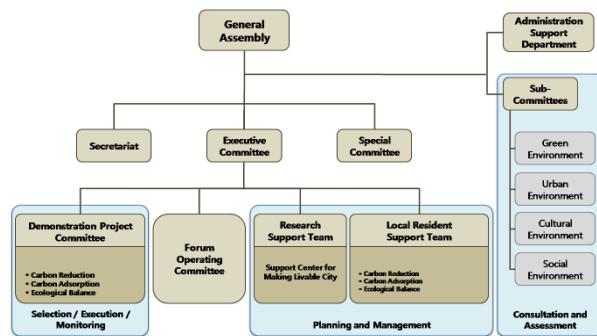 General
Assembly
Administration
Support
Department
Sub-
Committees
Secretariat
Executive
Committee
Special
Committee
Green
Environment
Urban
Environment
Cultural
Environment
Social
Environment
Consultation and
Assessment
Demonstration Project
Committee
• Carbon Reduction
• Carbon Adsorption
• Ecological Balance
Selection / Execution /
Monitoring
Forum
Operating
Committee
Research
Support Team
Support Center for
Making Livable City
Local Resident
Support Team
• Carbon Reduction
• Carbon Adsorption
• Ecological Balance
Planning and Management